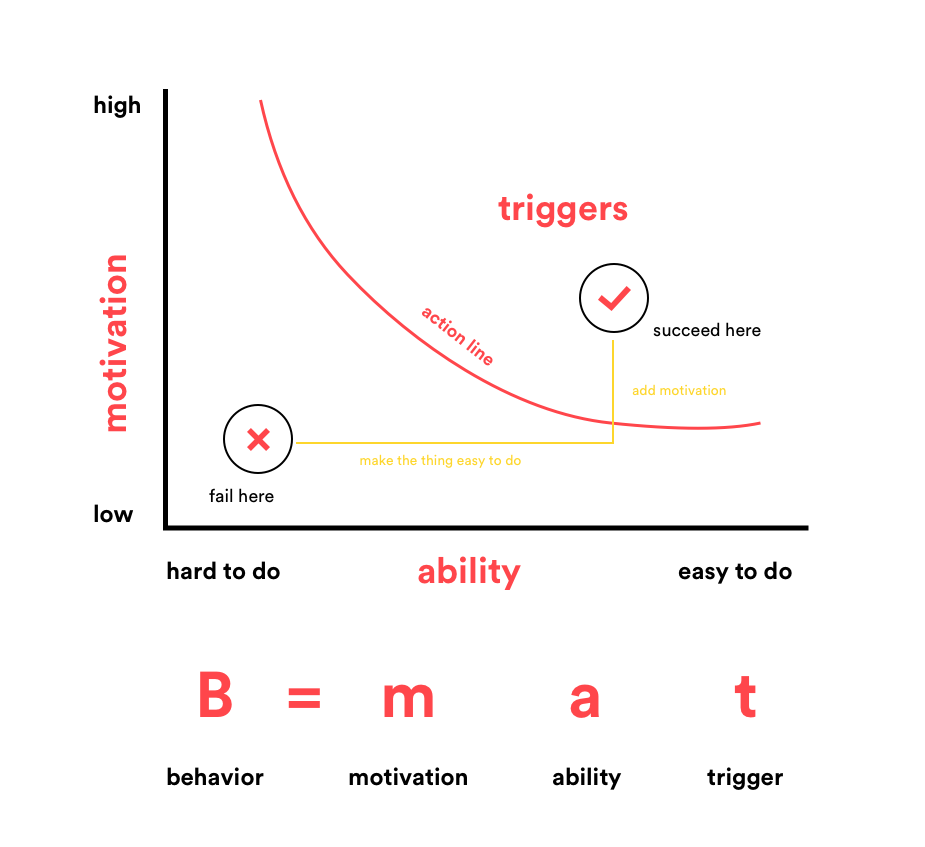 high
triggers
motivation
action line
succeed here
add motivation
make the thing easy to do
fail here
low
hard to do
ability
easy to do
B = m a t
behavior motivation ability trigger